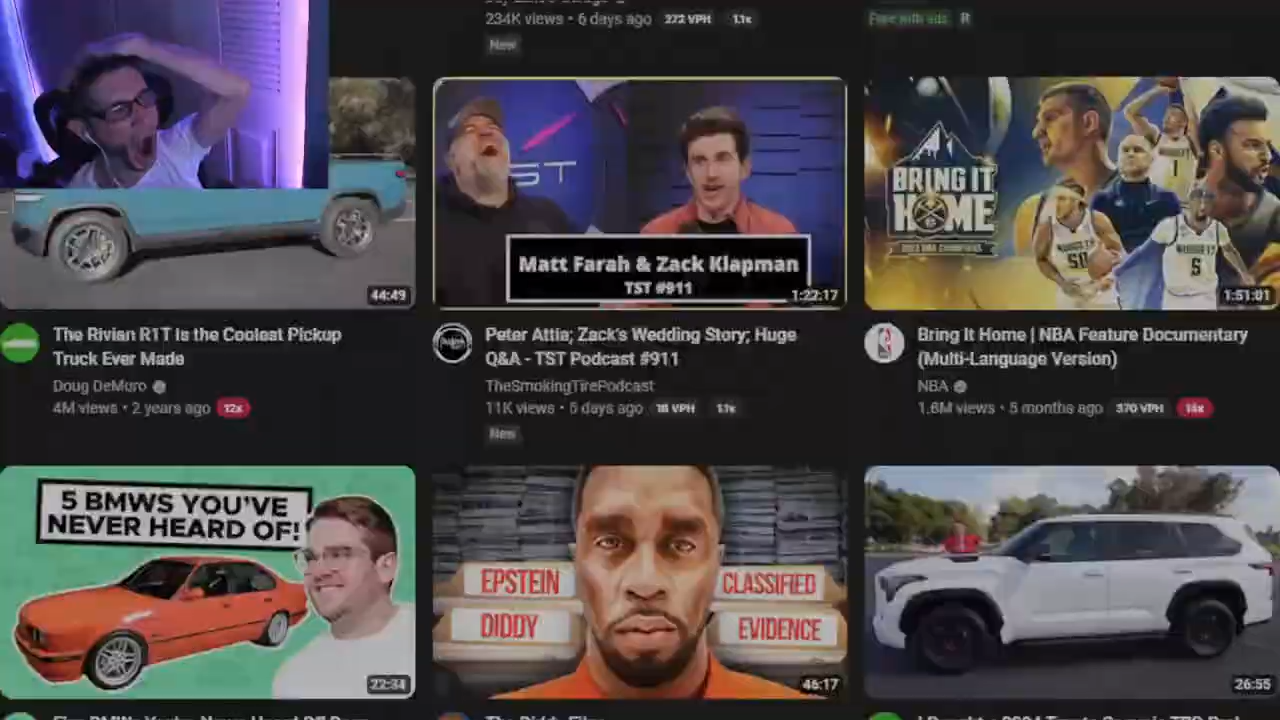 234K views • 6 days ago 272 VPH 1.1x
New
Free with ads R
ST
Matt Farah & Zack Klapman
TST #911
1:22:17
BRING IT
HOME
50
1
5
1:51:01
44:49
The Rivian R1T Is the Coolest Pickup
Truck Ever Made
Doug DeMuro
4M views • 2 years ago 12x
Peter Attia; Zack's Wedding Story; Huge
Q&A - TST Podcast #911
TheSmokingTirePodcast
11K views • 5 days ago 16 VPH 1.1x
New
Bring It Home | NBA Feature Documentary
(Multi-Language Version)
NBA
1.6M views • 5 months ago 370 VPH 14x
5 BMWS YOU'VE
NEVER HEARD OF!
22:34
EPSTEIN
DIDDY
CLASSIFIED
EVIDENCE
46:17
26:55